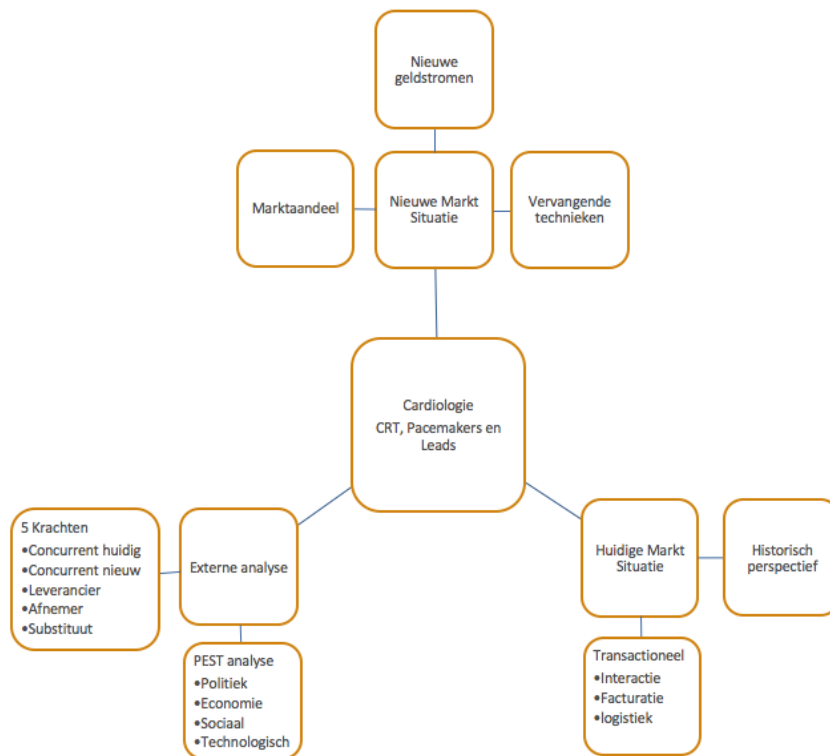 Nieuwe
geldstromen
Marktaandeel
Nieuwe Markt
Situatie
Vervangende
technieken
Cardiologie
CRT, Pacemakers en
Leads
5 Krachten
•Concurrent huidig
•Concurrent nieuw
•Leverancier
•Afnemer
•Substituut
Externe analyse
PEST analyse
•Politiek
•Economie
•Sociaal
•Technologisch
Huidige Markt
Situatie
Historisch
perspectief
Transactioneel
•Interactie
•Facturatie
•logistiek